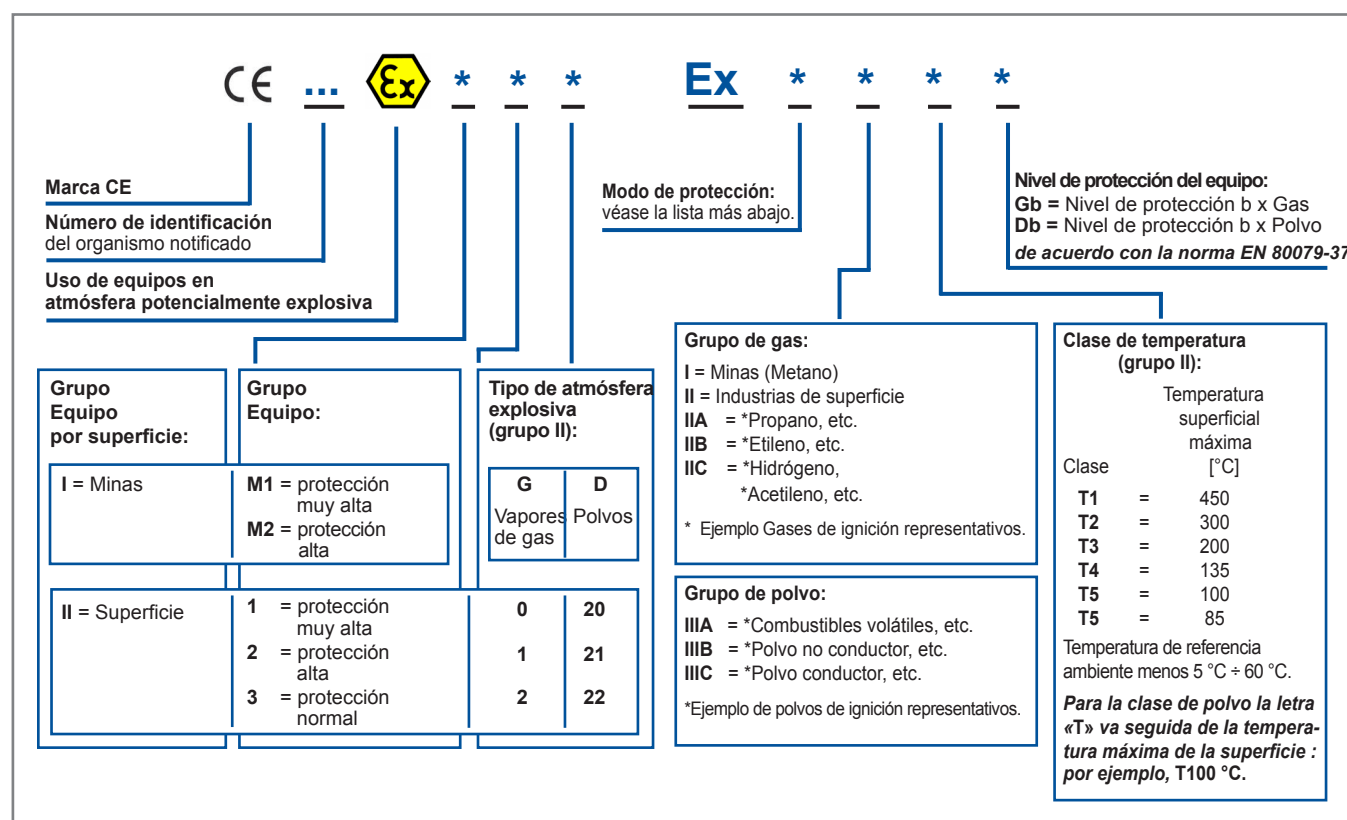 CE ... Ex * * * Ex * * * *
Marca CE
Número de identificación
del organismo notificado
Uso de equipos en
atmósfera potencialmente explosiva
Modo de protección:
véase la lista más abajo.
Nivel de protección del equipo:
Gb = Nivel de protección b x Gas
Db = Nivel de protección b x Polvo
de acuerdo con la norma EN 80079-37
Grupo
Equipo
por superficie:
Grupo
Equipo:
Tipo de atmósfera
explosiva
(grupo II):
I = Minas
M1 = protección
muy alta
M2 = protección
alta
G D
Vapores Polvos
de gas
II = Superficie
1 = protección
muy alta
0 20
2 = protección
alta
1 21
3 = protección
normal
2 22
Grupo de gas:
I = Minas (Metano)
II = Industrias de superficie
IIA = *Propano, etc.
IIB = *Etileno, etc.
IIC = *Hidrógeno,
*Acetileno, etc.
* Ejemplo Gases de ignición representativos.
Grupo de polvo:
IIIA = *Combustibles volátiles, etc.
IIIB = *Polvo no conductor, etc.
IIIC = *Polvo conductor, etc.
*Ejemplo de polvos de ignición representativos.
Clase de temperatura
(grupo II):
Temperatura
superficial
máxima
Clase [°C]
T1 = 450
T2 = 300
T3 = 200
T4 = 135
T5 = 100
T5 = 85
Temperatura de referencia
ambiente menos 5 °C ÷ 60 °C.
Para la clase de polvo la letra
«T» va seguida de la tempera-
tura máxima de la superficie :
por ejemplo, T100 °C.